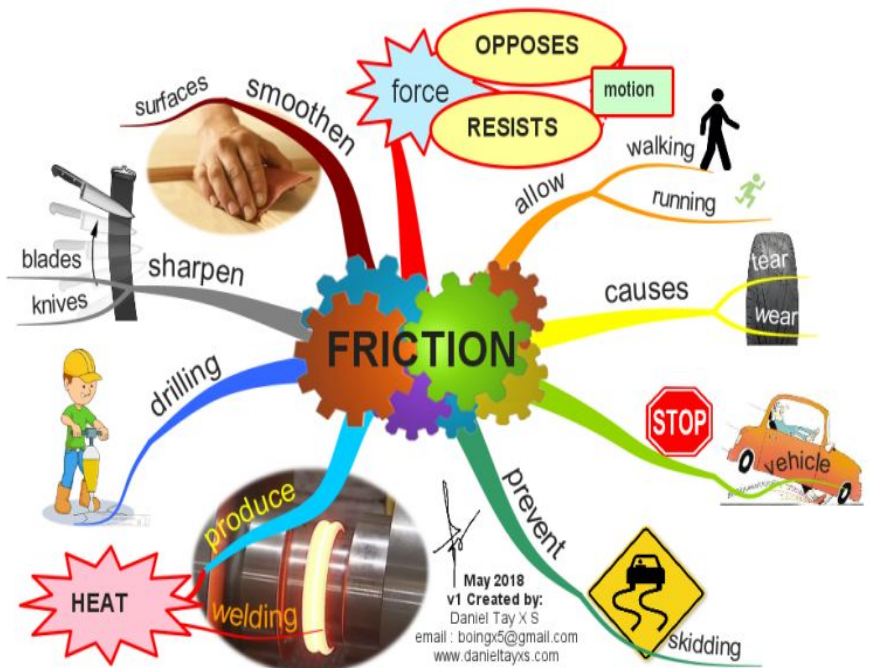 OPPOSES
force
motion
RESISTS
surfaces
smoothen
walking
allow
running
blades
sharpen
knives
causes
tear
wear
FRICTION
drilling
STOP
vehicle
produce
prevent
HEAT
welding
May 2018
v1 Created by:
Daniel Tay X S
email : boingx5@gmail.com
www.danieltayxs.com
skidding